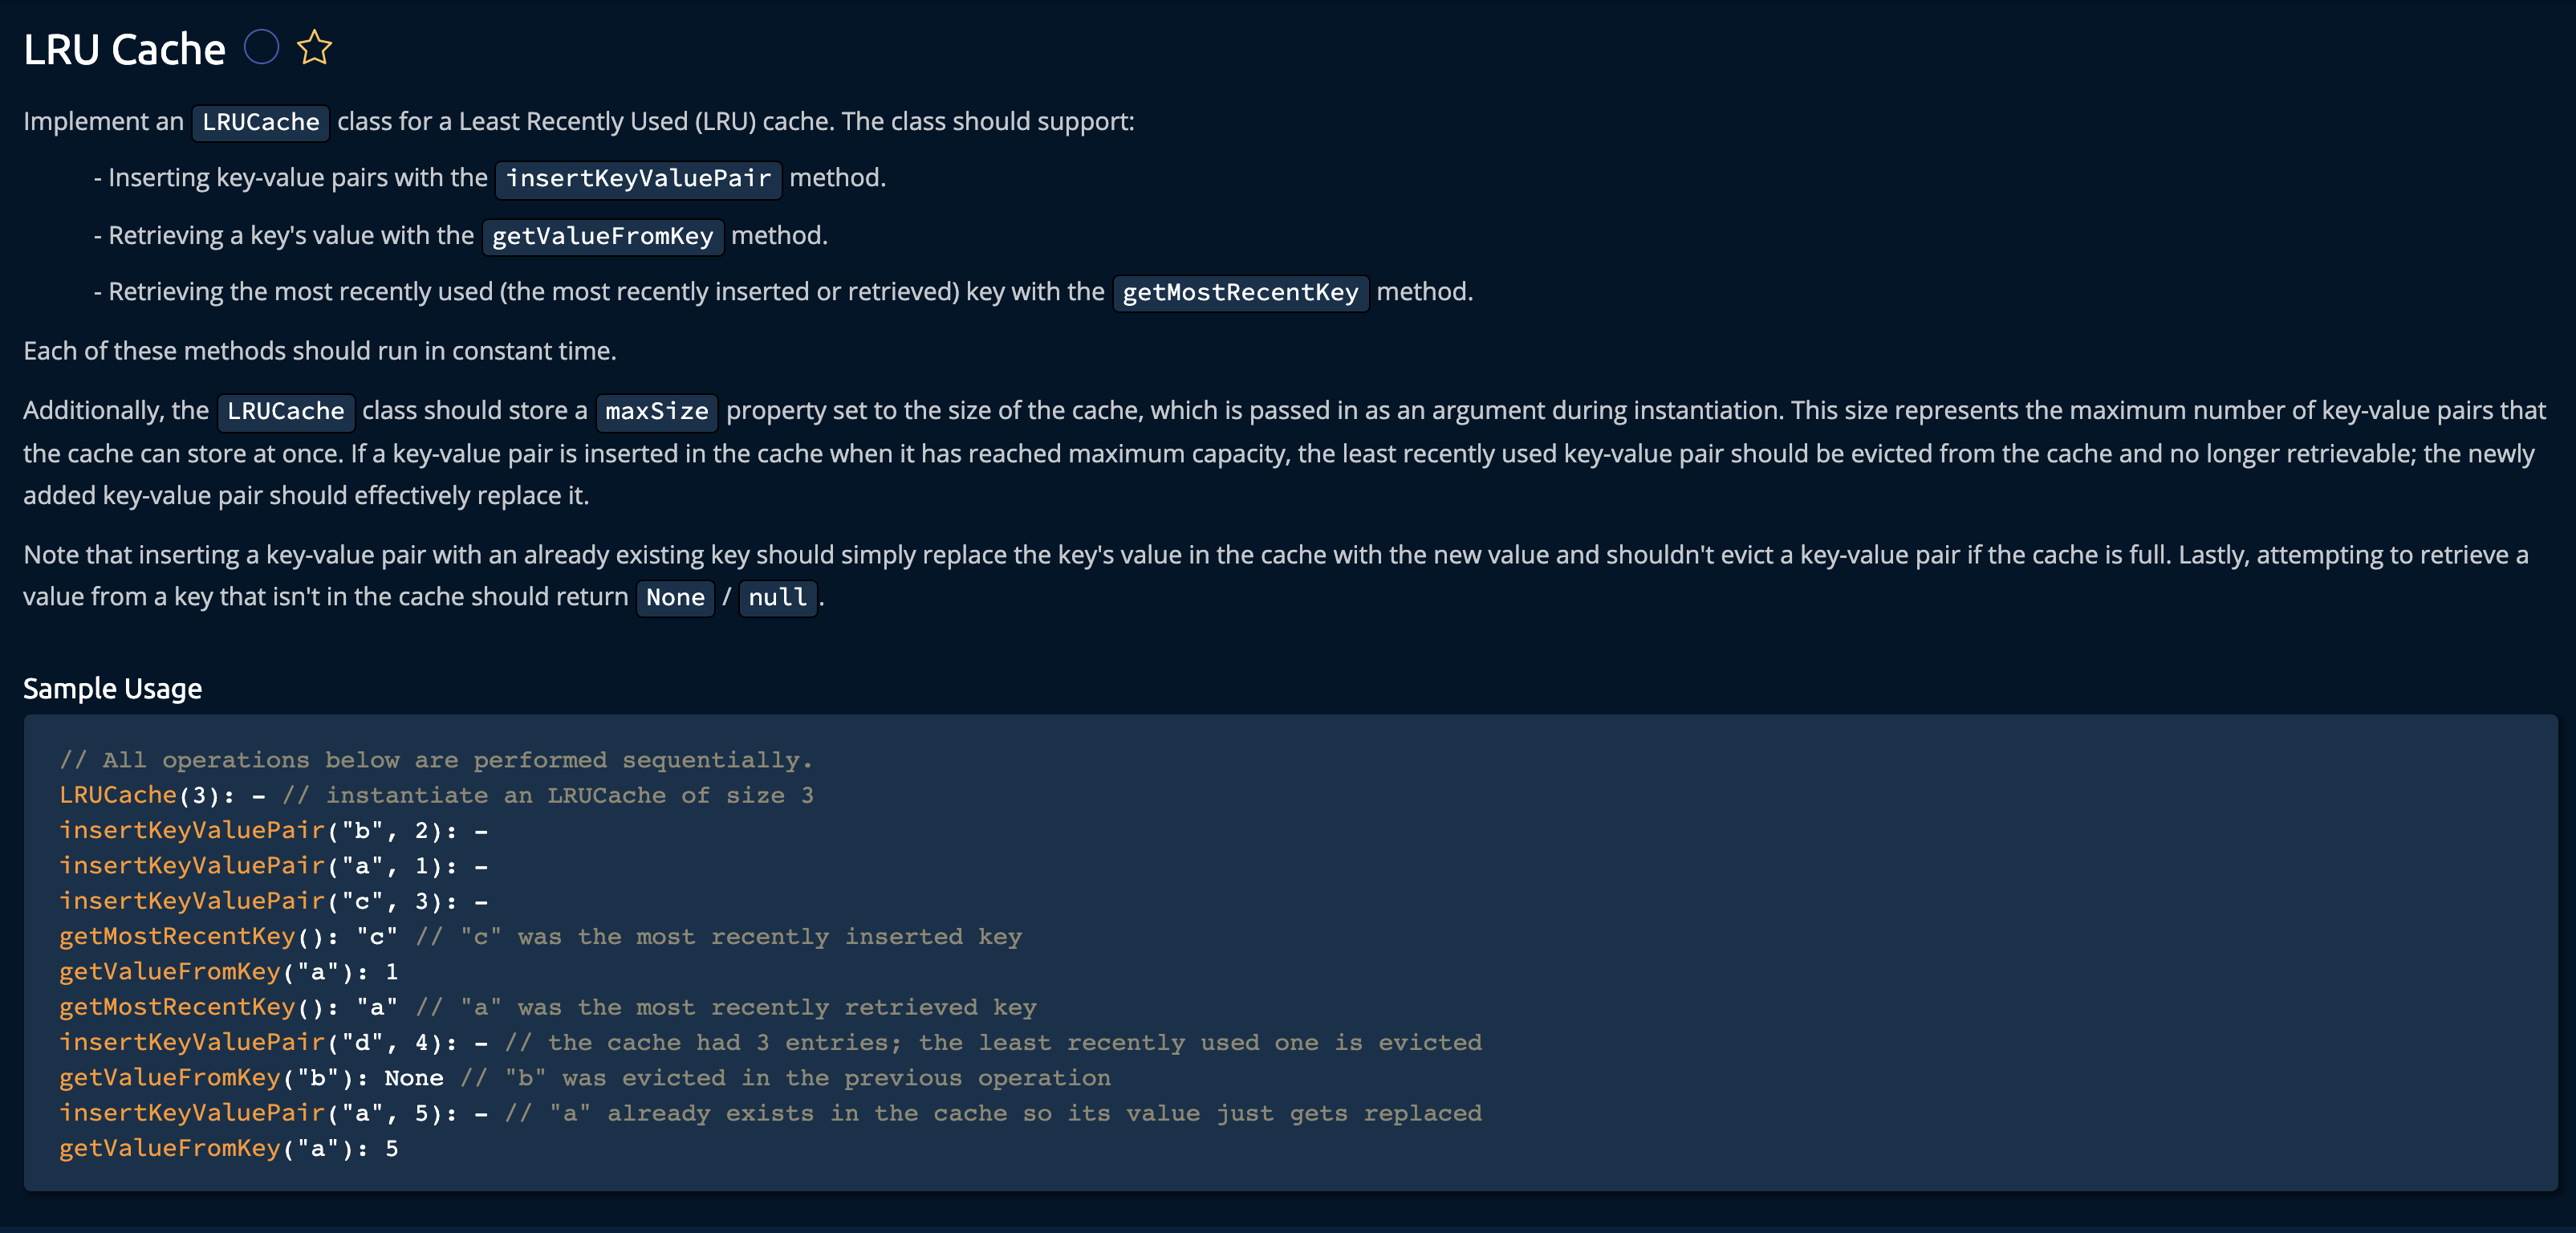 LRU Cache
Implement an LRUCache class for a Least Recently Used (LRU) cache. The class should support:
- Inserting key-value pairs with the insertKeyValuePair method.
- Retrieving a key's value with the getValueFromKey method.
- Retrieving the most recently used (the most recently inserted or retrieved) key with the getMostRecentKey method.
Each of these methods should run in constant time.
Additionally, the LRUCache class should store a maxSize property set to the size of the cache, which is passed in as an argument during instantiation. This size represents the maximum number of key-value pairs that
the cache can store at once. If a key-value pair is inserted in the cache when it has reached maximum capacity, the least recently used key-value pair should be evicted from the cache and no longer retrievable; the newly
added key-value pair should effectively replace it.
Note that inserting a key-value pair with an already existing key should simply replace the key's value in the cache with the new value and shouldn't evict a key-value pair if the cache is full. Lastly, attempting to retrieve a
value from a key that isn't in the cache should return None / null.
Sample Usage
// All operations below are performed sequentially.
LRUCache(3): - // instantiate an LRUCache of size 3
insertKeyValuePair("b", 2): -
insertKeyValuePair("a", 1): -
insertKeyValuePair("c", 3): -
getMostRecentKey(): "c" // "c" was the most recently inserted key
getValueFromKey("a"): 1
getMostRecentKey(): "a" // "a" was the most recently retrieved key
insertKeyValuePair("d", 4): - // the cache had 3 entries; the least recently used one is evicted
getValueFromKey("b"): None // "b" was evicted in the previous operation
insertKeyValuePair("a", 5): - // "a" already exists in the cache so its value just gets replaced
getValueFromKey("a"): 5